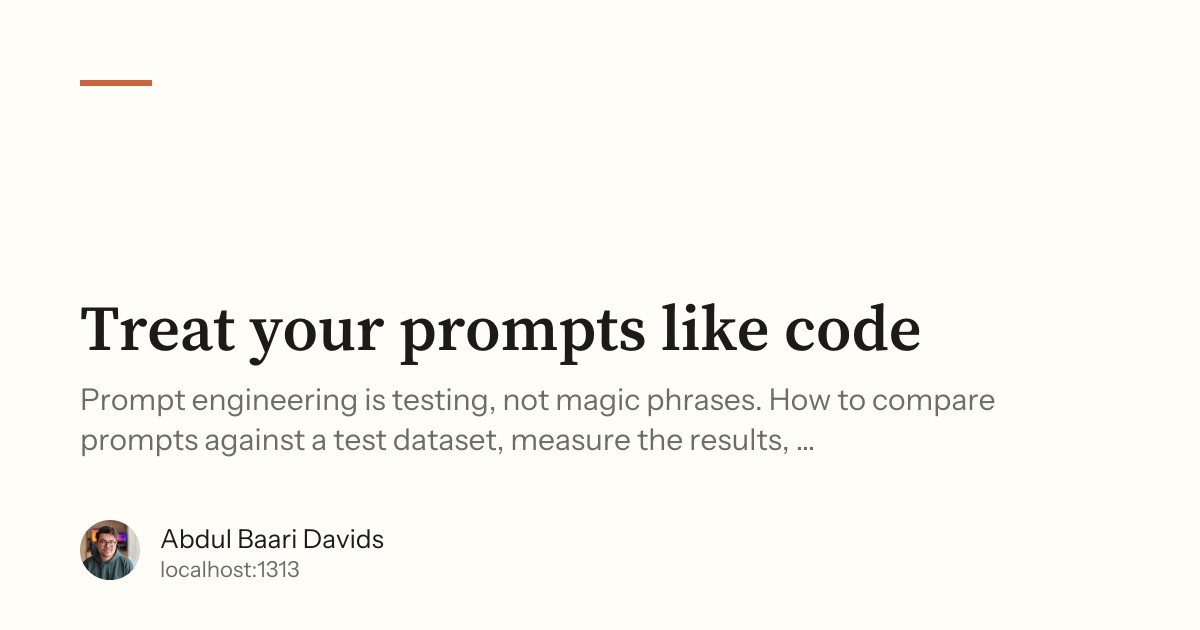 Treat your prompts like code
Prompt engineering is testing, not magic phrases. How to compare
prompts against a test dataset, measure the results, ...
Abdul Baari Davids
localhost:1313